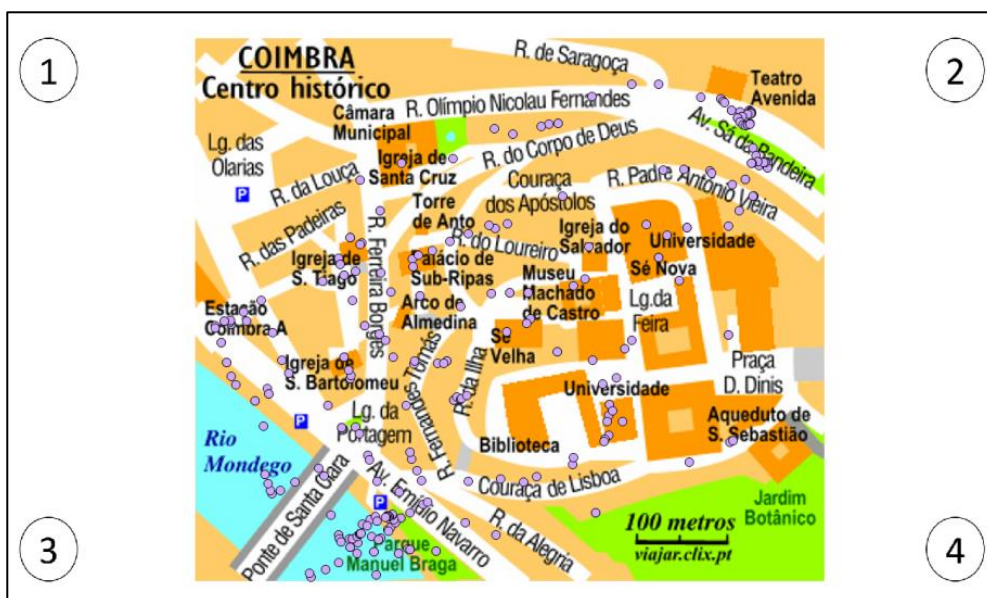 1
2
COIMBRA
Centro histórico
R. de Saragoça
Teatro
Avenida
R. Olímpio Nicolau Fernandes
Câmara
Municipal
Av. Sá da Bandeira
Lg. das
Olarias
Igreja de
Santa Cruz
R. do Corpo de Deus
R. da Louça
P
Couraça
dos Apóstolos
R. Padre António Vieira
Torre
de Anto
R. das Padeiras
R. Ferreira Borges
Igreja de
S. Tiago
Palácio de
Sub-Ripas
R. do Loureiro
Igreja do
Salvador
Universidade
Sé Nova
Museu
Machado
de Castro
Lg. da
Feira
Estação
Coimbra A
Arco de
Almedina
Sé
Velha
Igreja de
S. Bartolomeu
R. Fernandes Tomás
R. da Ilha
Universidade
Praça
D. Dinis
P
Lg. da
Portagem
Biblioteca
Aqueduto de
S. Sebastião
Rio
Mondego
Ponte de Santa Clara
Av. Emídio Navarro
Couraça de Lisboa
R. da Alegria
Jardim
Botânico
P
Parque
Manuel Braga
100 metros
viajar.clix.pt
3
4